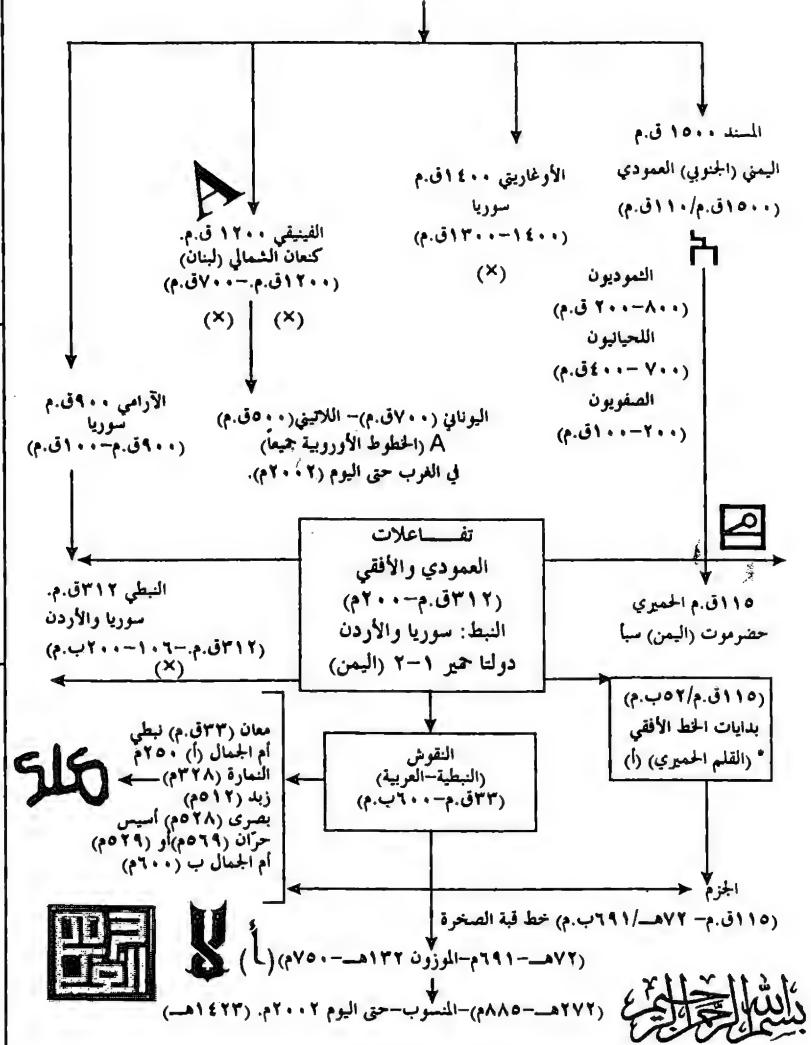 المسند ١٥٠٠ ق.م
اليمني (الجنوبي) العمودي
(١٥٠٠ق.م/١١٠ق.م)
الثموديون
(٨٠٠-٢٠٠ ق.م)
اللحيانيون
(٧٠٠-٤٠٠ق.م)
الصفويون
(٢٠٠-١٠٠ق.م)
١١٥ق.م الحميري
حضرموت (اليمن) سبأ
الأوغاريتي ١٤٠٠ق.م
سوريا
(١٤٠٠-١٣٠٠ق.م)
(×)
A
الفينيقي ١٢٠٠ ق.م.
كنعان الشمالي (لبنان)
(١٢٠٠ق.م.-٧٠٠ق.م)
(×) (×)
اليوناني (٧٠٠ق.م)-اللاتيني(٥٠٠ق.م)
A (الخطوط الأوروبية جميعاً)
في الغرب حتى اليوم (٢٠٠٢م).
الآرامي ٩٠٠ق.م
سوريا
(٩٠٠ق.م-١٠٠ق.م)
تفـــاعلات
العمودي والأفقي
(٣١٢ق.م-٢٠٠م)
النبط: سوريا والأردن
دولتا حمير ١-٢ (اليمن)
النبطي ٣١٢ق.م.
سوريا والأردن
(٣١٢ق.م.-١٠٦-٢٠٠ب.م)
(×)
(١١٥ق.م/٥٢ب.م)
بدايات الخط الأفقي
* (القلم الحميري) (أ)
النقوش
(النبطية-العربية)
(٣٣ق.م-٦٠٠ب.م)
معان (٣٣ق.م) نبطي
أم الجمال (أ) ٢٥٠م
النمارة (٣٢٨م)
زبد (٥١٢م)
بصرى (٥٢٨م) أسيس
حرّان (٥٦٩م)أو (٥٢٩م)
أم الجمال ب (٦٠٠م)
الجزم
(١١٥ق.م- ٧٢هــ/٦٩١ب.م) خط قبة الصخرة
(٧٢هــ-٦٩١م-الموزون ١٣٢هــ-٧٥٠م) (أ)
(٢٧٢هــ-٨٨٥م)-المنسوب-حتى اليوم ٢٠٠٢م. (١٤٢٣هــ)
بسم الله الرحمن الرحيم